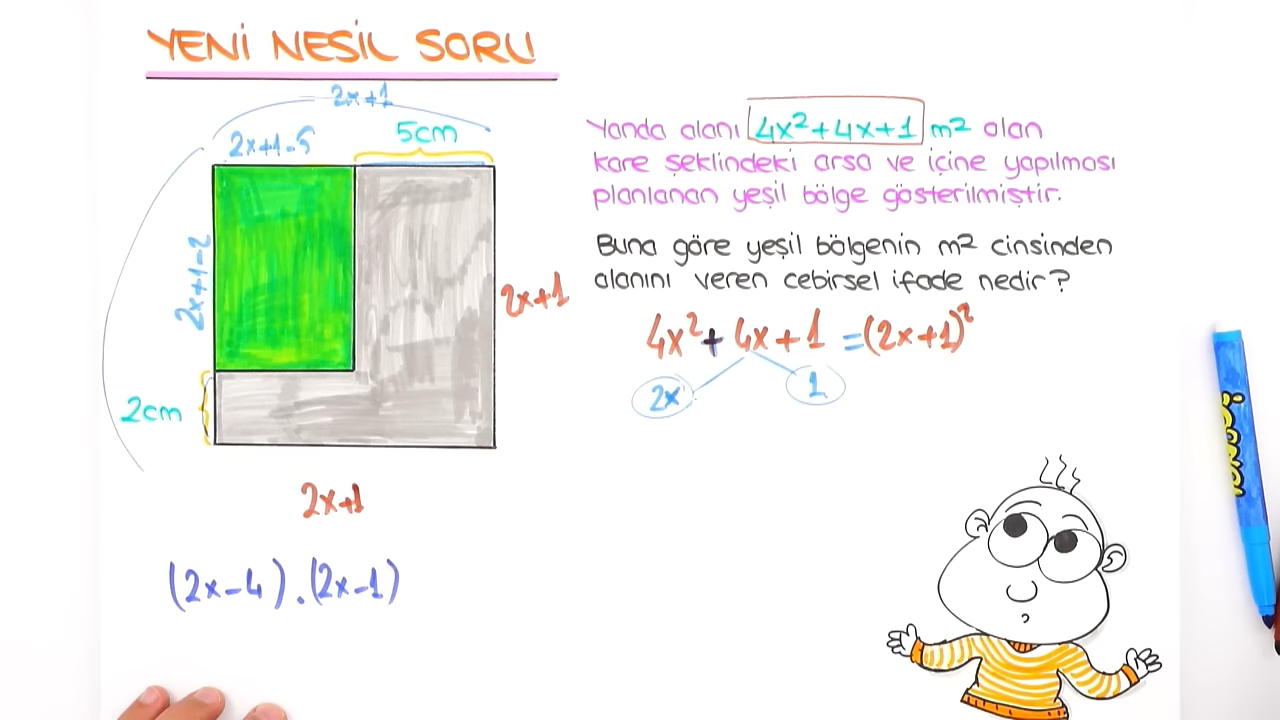 YENİ NESİL SORU
2x+1
2x+1-5
5cm
2x+1-2
2cm
2x+1
2x+1
(2x-4).(2x-1)
Yanda alanı 4x²+4x+1 m² olan
kare şeklindeki arsa ve içine yapılması
planlanan yeşil bölge gösterilmiştir.
Buna göre yeşil bölgenin m² cinsinden
alanını veren cebirsel ifade nedir?
4x²+4x+1=(2x+1)²
2x 1